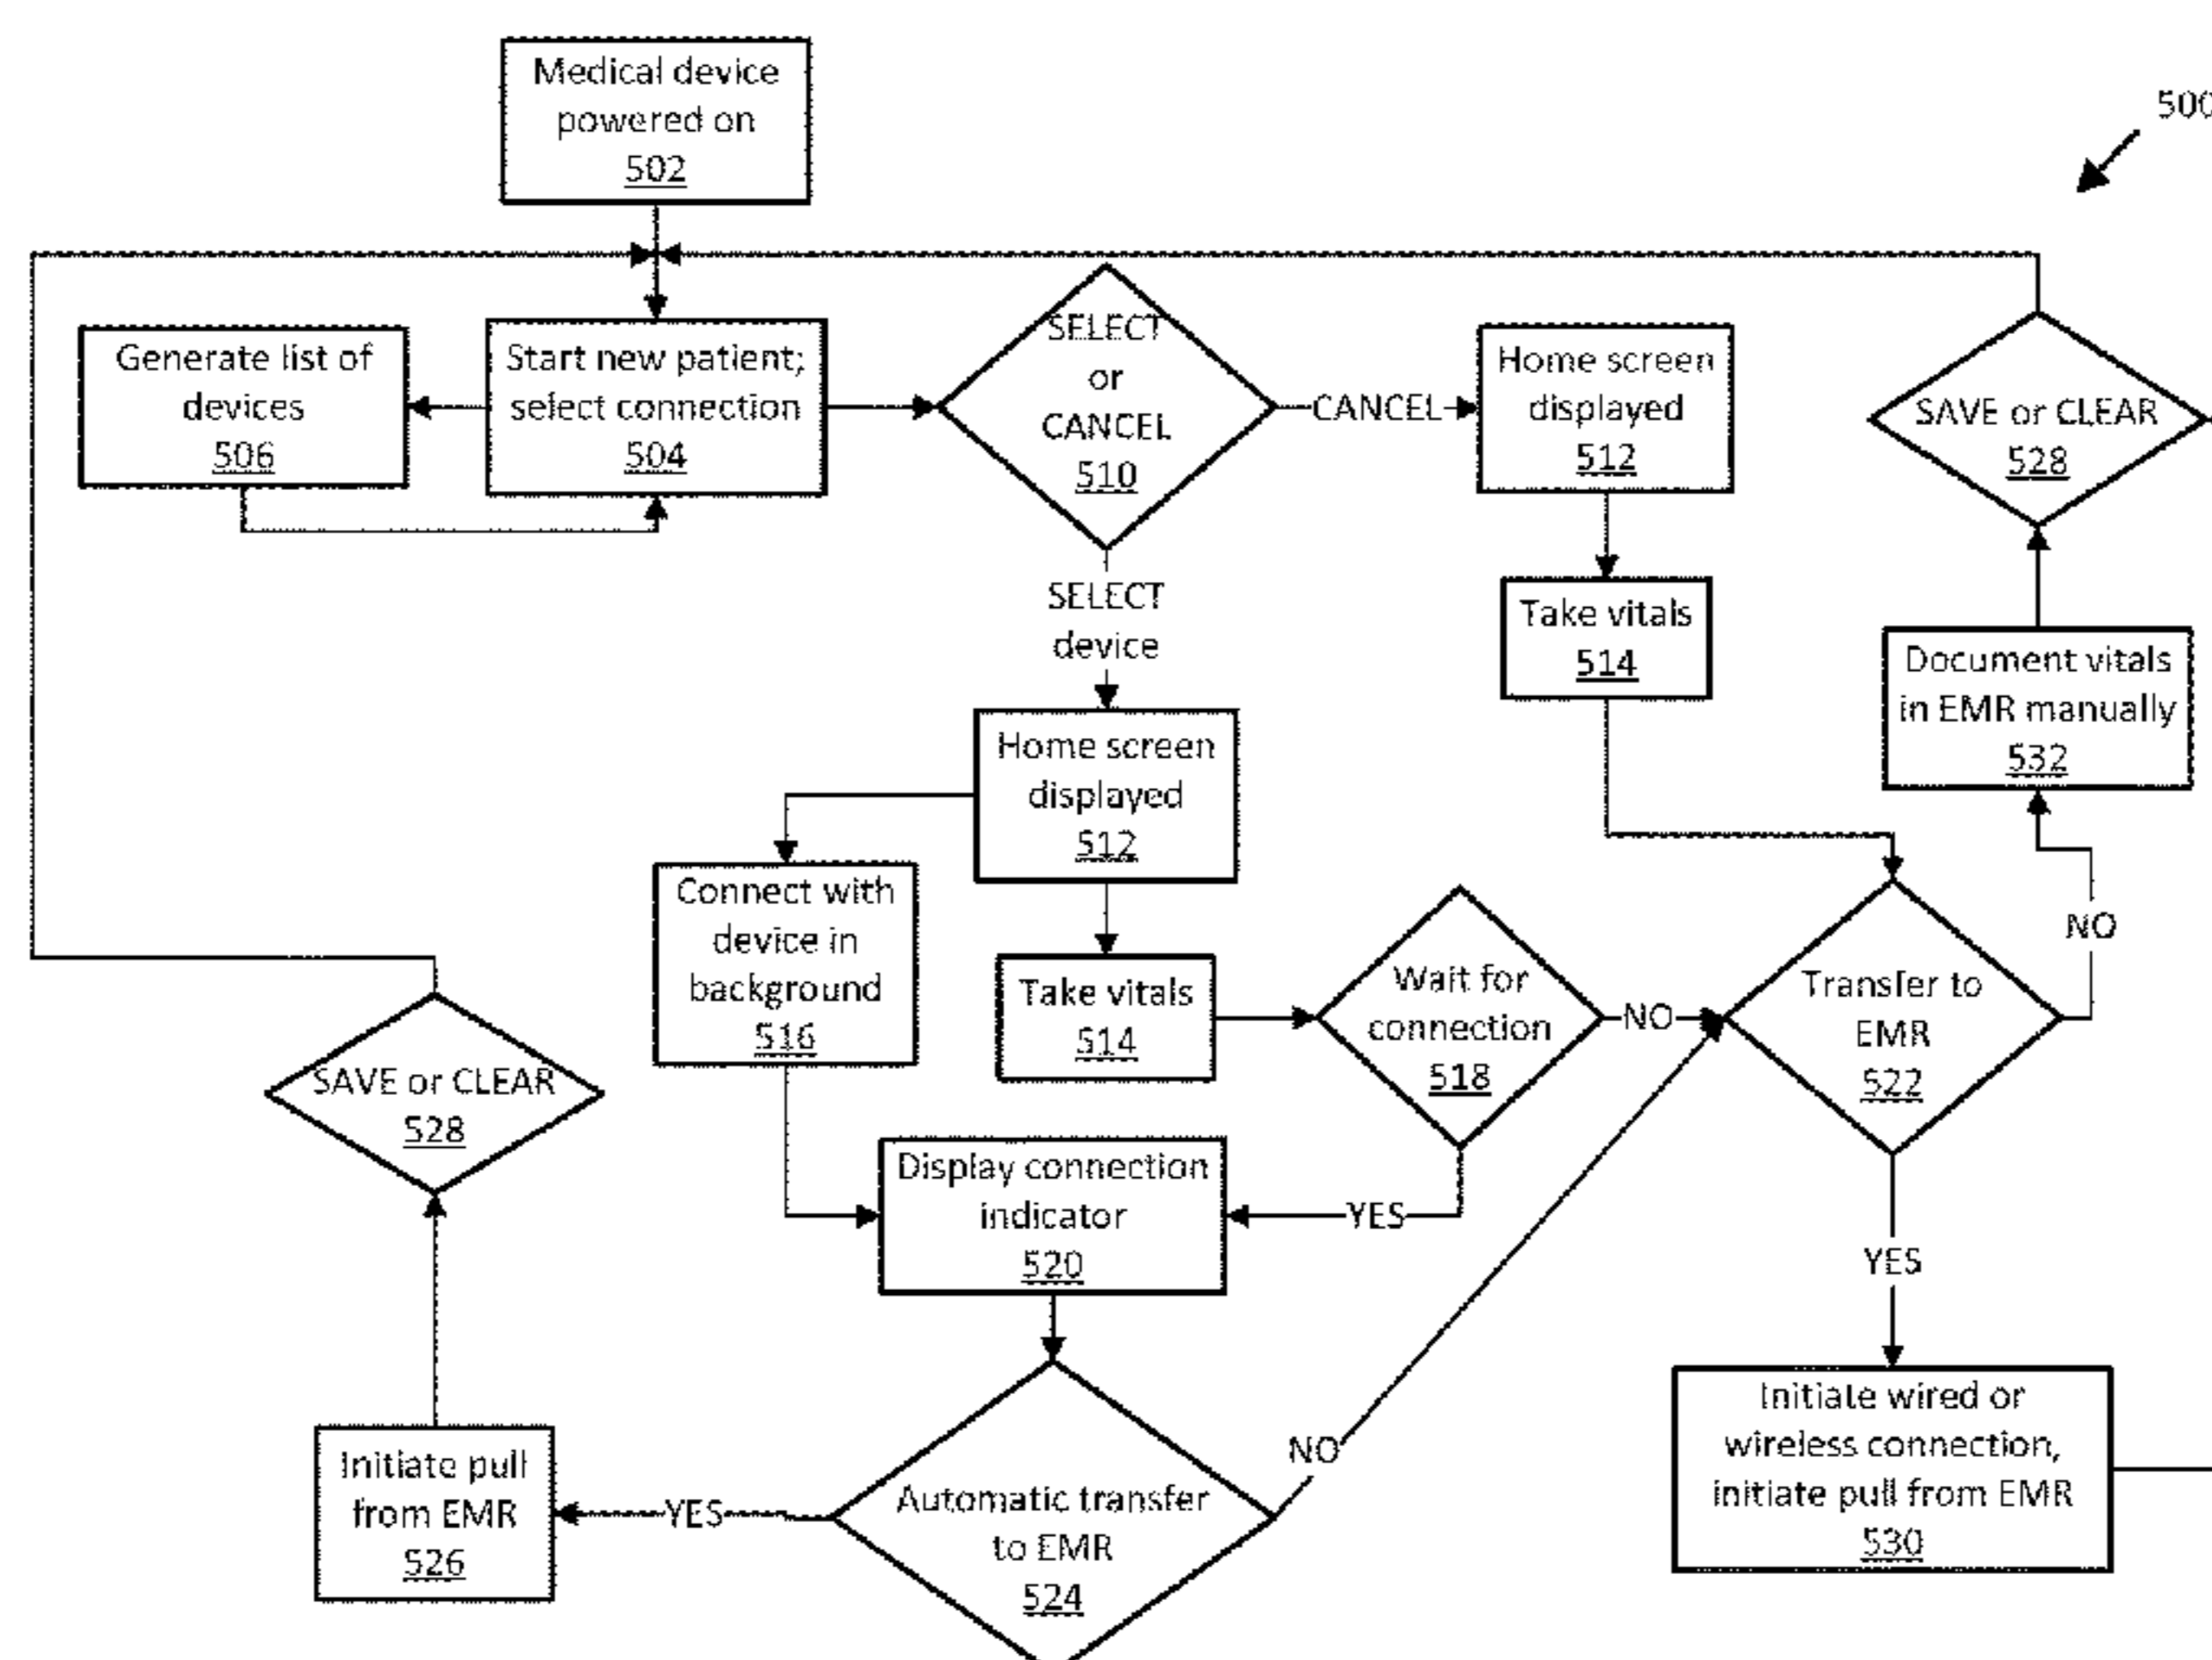 Medical device
powered on
502
500
Generate list of
devices
506
Start new patient;
select connection
504
SELECT
or
CANCEL
510
CANCEL
Home screen
displayed
512
SAVE or CLEAR
528
SELECT
device
Take vitals
514
Document vitals
in EMR manually
532
Home screen
displayed
512
Connect with
device in
background
516
Take vitals
514
Wait for
connection
518
NO
Transfer to
EMR
522
NO
SAVE or CLEAR
528
Display connection
indicator
520
YES
YES
Initiate pull
from EMR
526
YES
Automatic transfer
to EMR
524
NO
Initiate wired or
wireless connection,
initiate pull from EMR
530